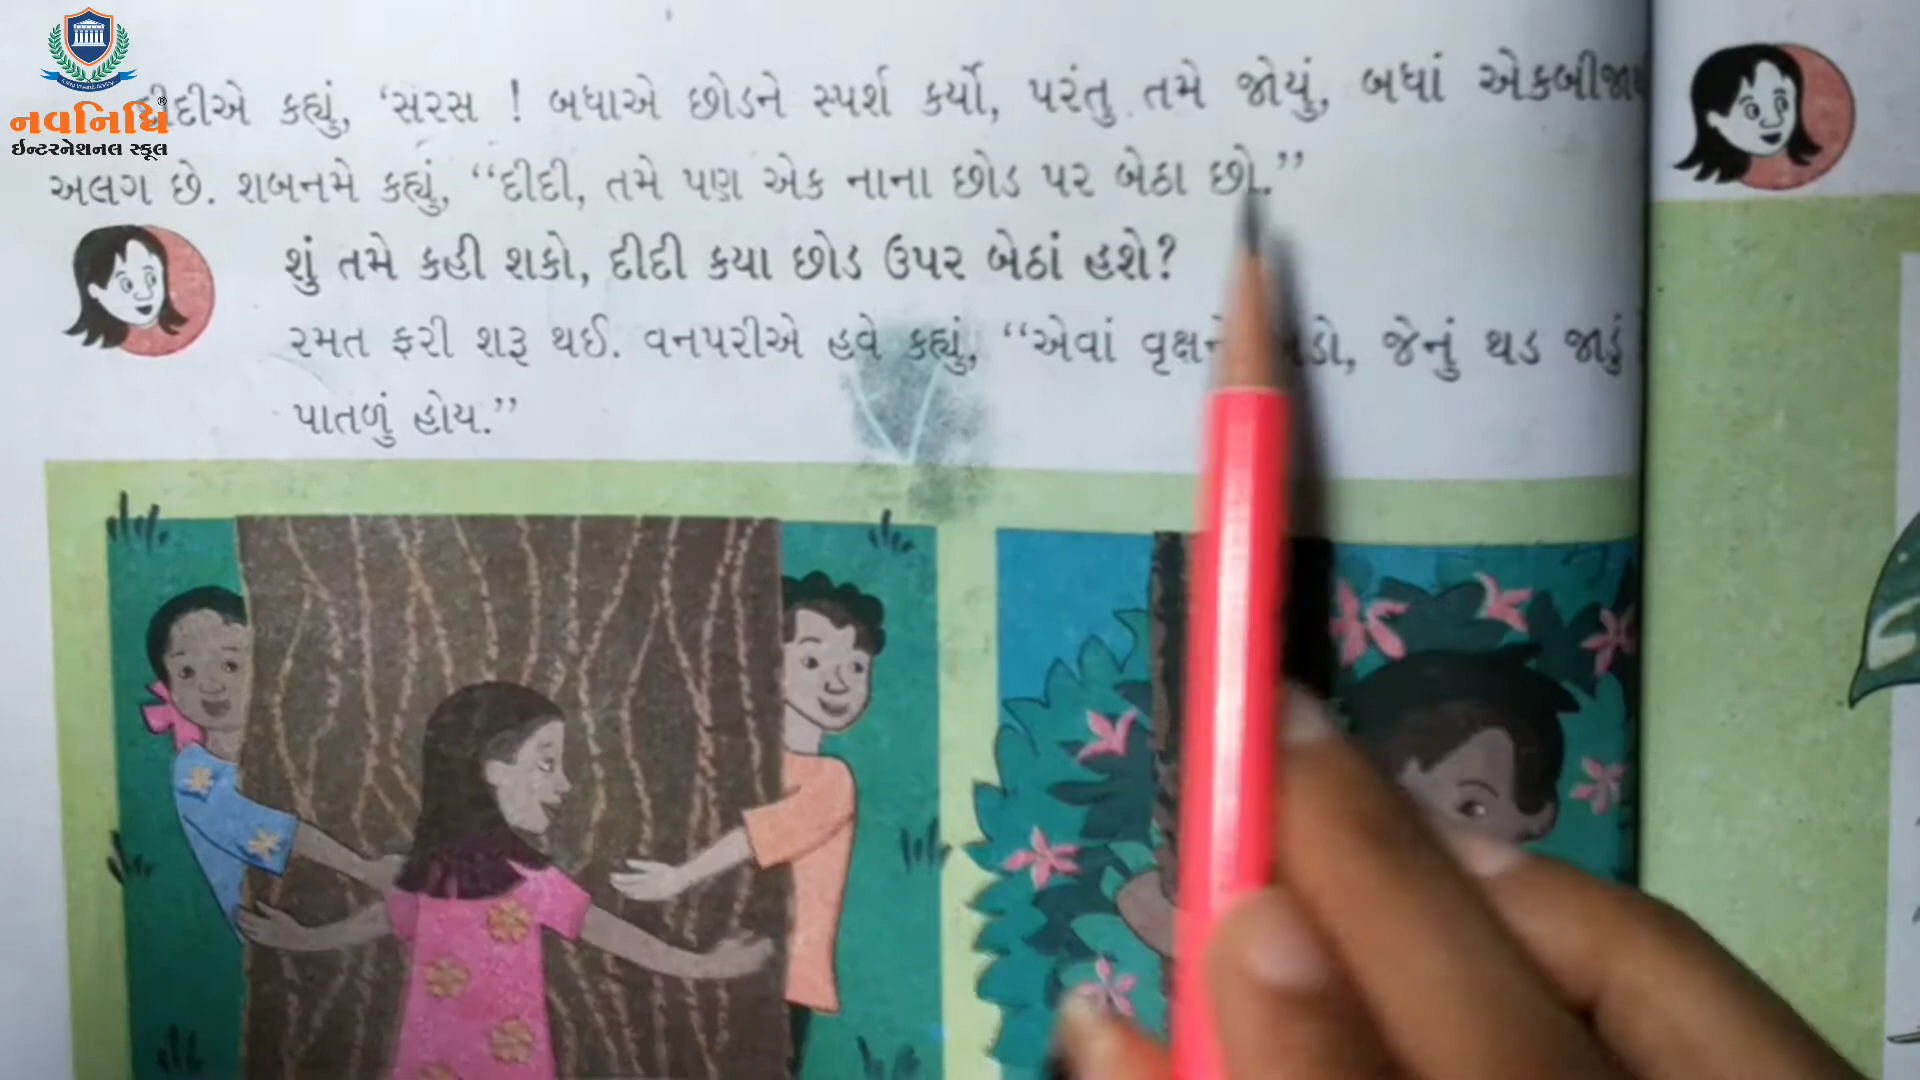 નવનિધિ
ઈન્ટરનેશનલ સ્કૂલ
દીદીએ કહ્યું, ‘સરસ ! બધાએ છોડને સ્પર્શ કર્યો, પરંતુ તમે જોયું, બધાં
અલગ છે. શબનમે કહ્યું, “દીદી, તમે પણ એક નાના છોડ પર બેઠા છો.”
શું તમે કહી શકો, દીદી કયા છોડ ઉપર બેઠાં હશે?
રમત ફરી શરૂ થઈ. વનપરીએ હવે કહ્યું, “એવાં જેનું થડ જાડું
પાતળું હોય.”